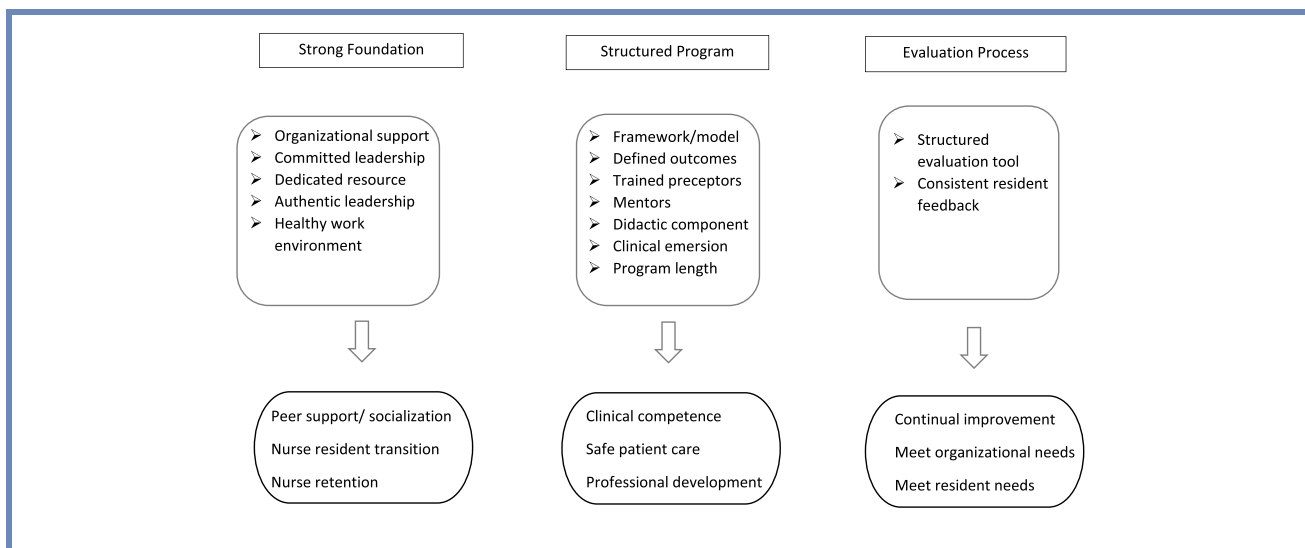 Strong Foundation
Organizational support
Committed leadership
Dedicated resource
Authentic leadership
Healthy work
environment
Peer support/ socialization
Nurse resident transition
Nurse retention
Structured Program
Framework/model
Defined outcomes
Trained preceptors
Mentors
Didactic component
Clinical emersion
Program length
Clinical competence
Safe patient care
Professional development
Evaluation Process
Structured
evaluation tool
Consistent resident
feedback
Continual improvement
Meet organizational needs
Meet resident needs